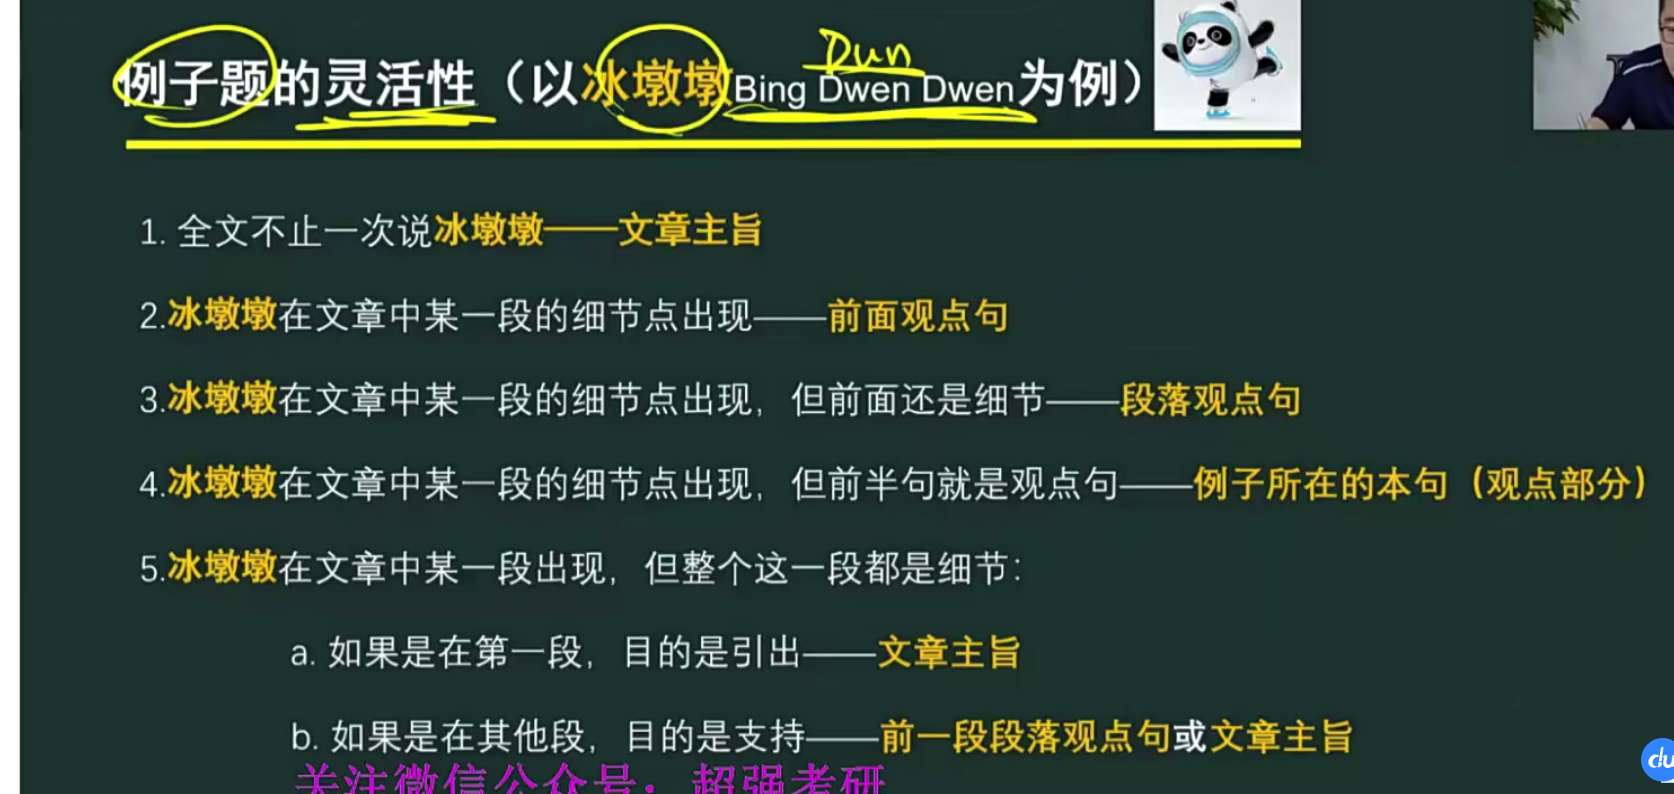 Dun
例子题的灵活性（以冰墩墩Bing Dwen Dwen为例）
1. 全文不止一次说冰墩墩——文章主旨
2.冰墩墩在文章中某一段的细节点出现——前面观点句
3.冰墩墩在文章中某一段的细节点出现，但前面还是细节——段落观点句
4.冰墩墩在文章中某一段的细节点出现，但前半句就是观点句——例子所在的本句（观点部分）
5.冰墩墩在文章中某一段出现，但整个这一段都是细节：
a. 如果是在第一段，目的是引出——文章主旨
b. 如果是在其他段，目的是支持——前一段段落观点句或文章主旨
关注微信公众号：超强考研
du